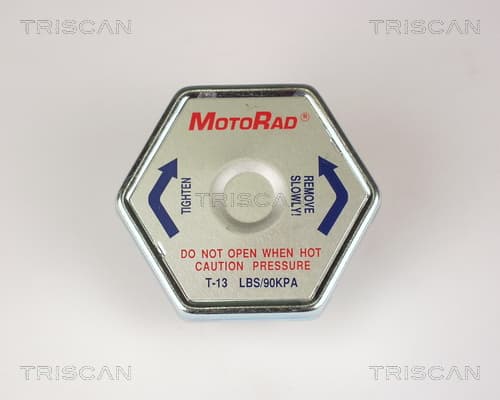 TRISCAN TRISCAN
MOTORAD®
TIGHTEN
REMOVE
SLOWLY!
TRISCAN
DO NOT OPEN WHEN HOT
CAUTION PRESSURE
T-13 LBS/90KPA
TRISCAN TRISCAN